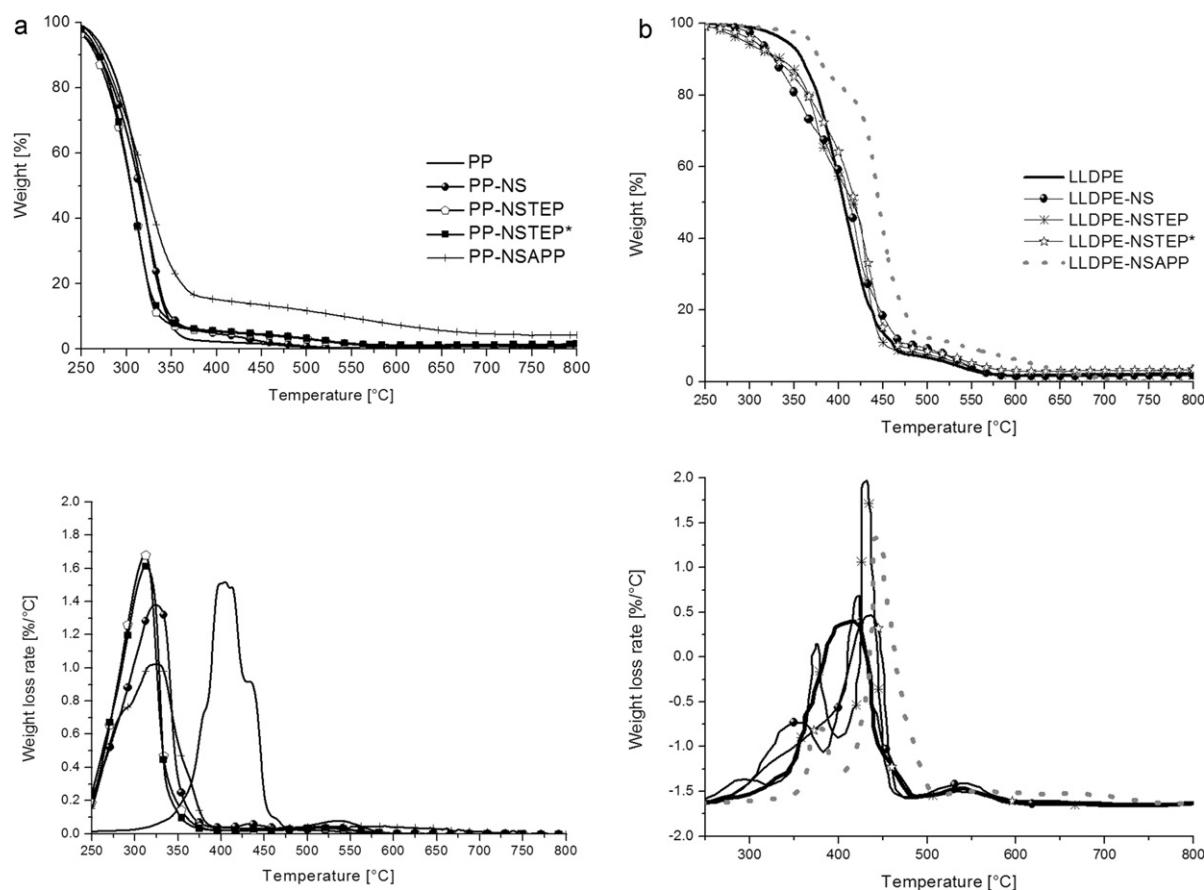 a
100
80
60
40
20
0
Weight [%]
250 300 350 400 450 500 550 600 650 700 750 800
Temperature [°C]
PP
PP-NS
PP-NSTEP
PP-NSTEP*
PP-NSAPP
b
100
90
80
70
60
50
40
30
20
10
0
Weight [%]
250 300 350 400 450 500 550 600 650 700 750 800
Temperature [°C]
LLDPE
LLDPE-NS
LLDPE-NSTEP
LLDPE-NSTEP*
LLDPE-NSAPP
2.0
1.8
1.6
1.4
1.2
1.0
0.8
0.6
0.4
0.2
0.0
Weight loss rate [%/°C]
250 300 350 400 450 500 550 600 650 700 750 800
Temperature [°C]
2.0
1.5
1.0
0.5
0.0
-0.5
-1.0
-1.5
-2.0
Weight loss rate [%/°C]
300 400 500 600 700 800
Temperature [°C]